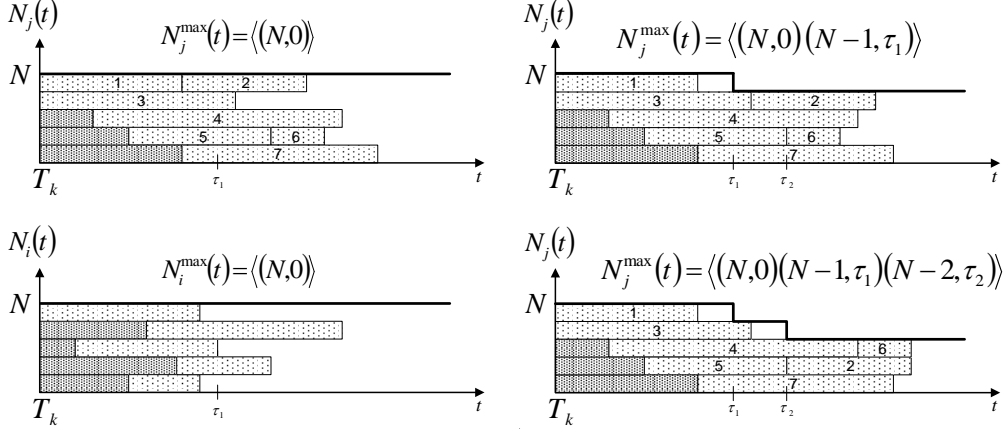 N_j(t)
N_j^max(t) = ⟨(N,0)⟩
N
1 2
3
4
5 6
7
T_k
τ_1
t
N_j(t)
N_j^max(t) = ⟨(N,0)(N−1,τ_1)⟩
N
1
3 2
4
5 6
7
T_k
τ_1 τ_2
t
N_i(t)
N_i^max(t) = ⟨(N,0)⟩
N
T_k
τ_1
t
N_j(t)
N_j^max(t) = ⟨(N,0)(N−1,τ_1)(N−2,τ_2)⟩
N
1
3
4 6
5 2
7
T_k
τ_1 τ_2
t